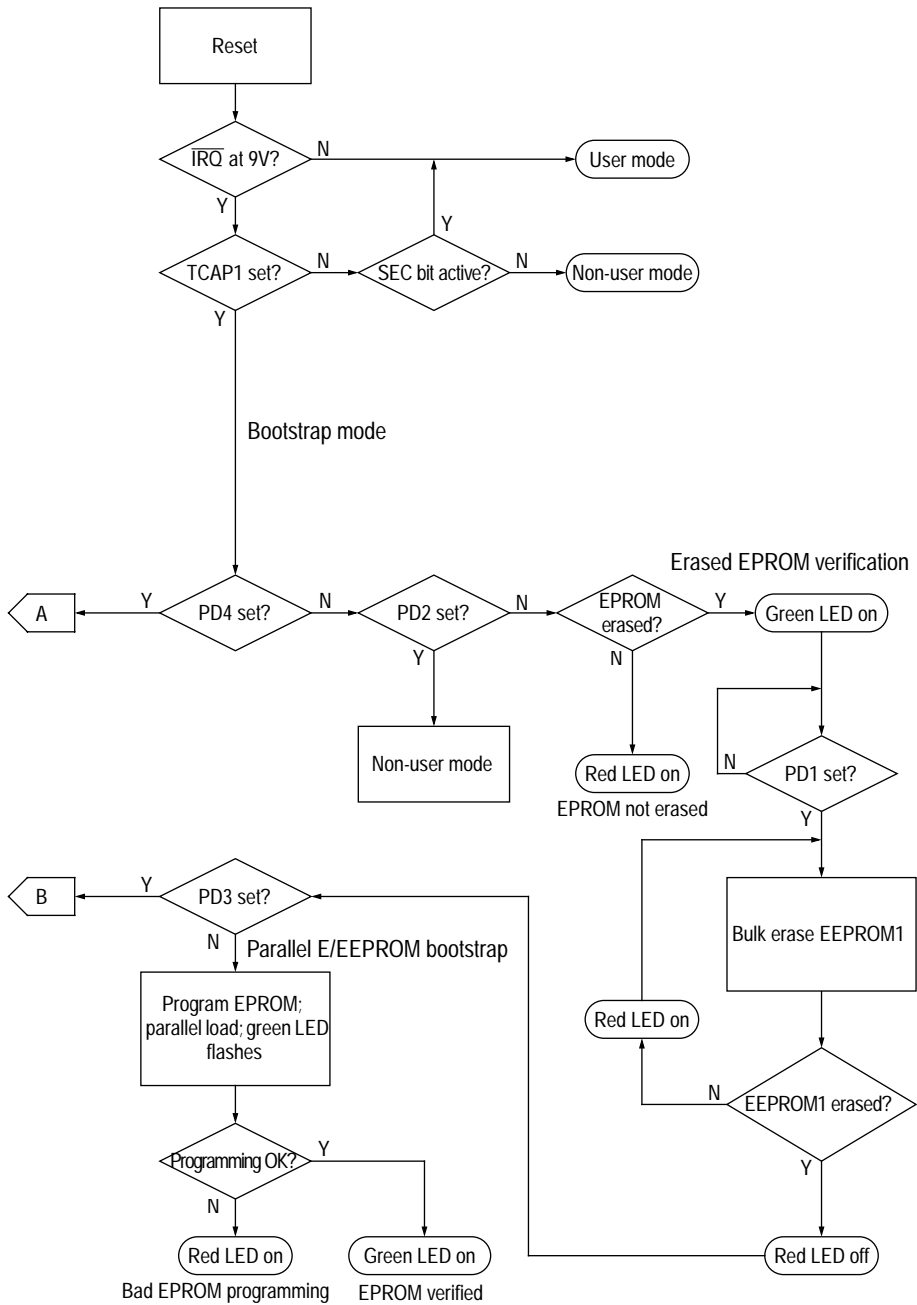 Reset
IRQ at 9V?
N
User mode
Y
Y
TCAP1 set?
N
SEC bit active?
N
Non-user mode
Y
Bootstrap mode
Erased EPROM verification
A
Y
PD4 set?
N
PD2 set?
N
EPROM
erased?
Y
Green LED on
Y
N
Non-user mode
Red LED on
EPROM not erased
N
PD1 set?
Y
B
Y
PD3 set?
N
Parallel E/EEPROM bootstrap
Bulk erase EEPROM1
Program EPROM;
parallel load; green LED
flashes
Red LED on
N
EEPROM1 erased?
Y
Programming OK?
Y
N
Red LED on
Bad EPROM programming
Green LED on
EPROM verified
Red LED off